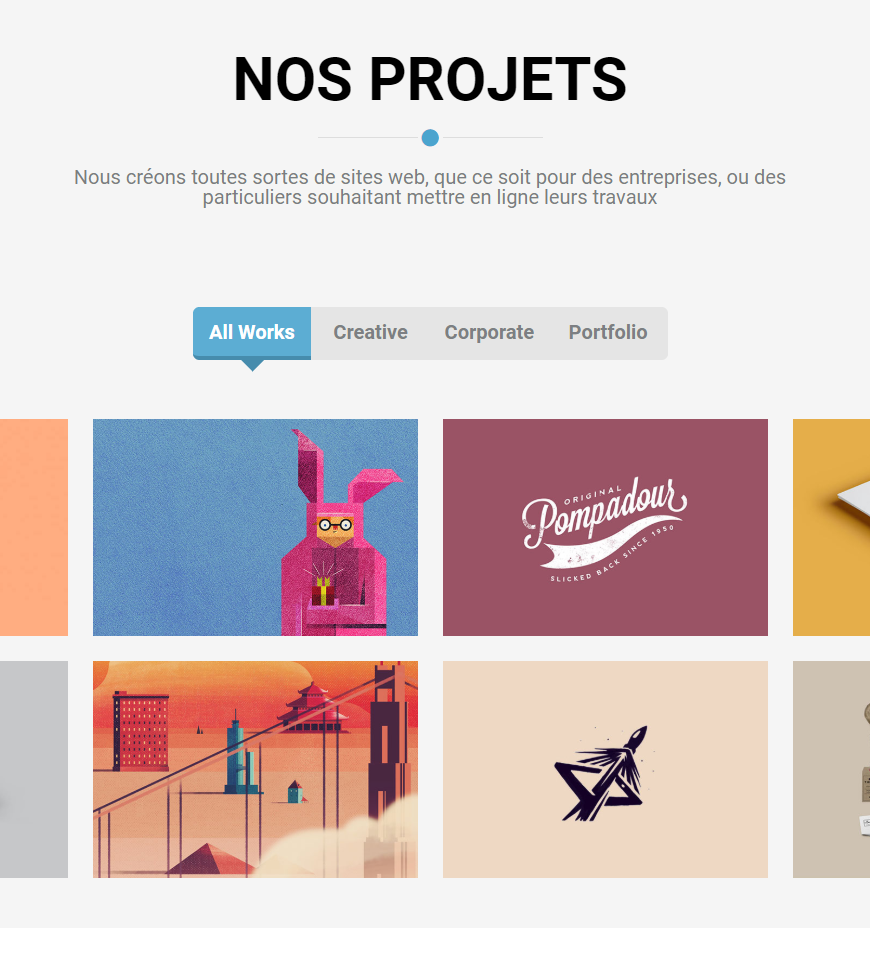 NOS PROJETS
Nous créons toutes sortes de sites web, que ce soit pour des entreprises, ou des
particuliers souhaitant mettre en ligne leurs travaux
All Works Creative Corporate Portfolio
ORIGINAL
Pompadour
SLICKED BACK SINCE 1950